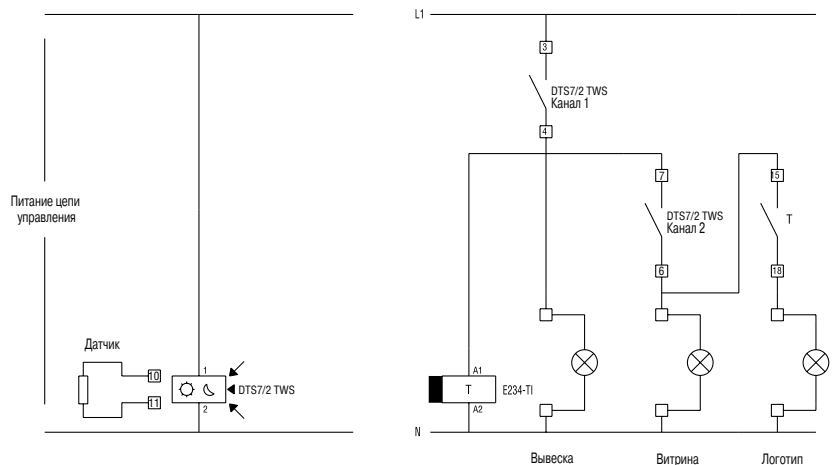 L1
3
DTS7/2 TWS
Канал 1
4
7
15
Питание цепи
управления
DTS7/2 TWS
Канал 2
T
6
18
Датчик
10
1
DTS7/2 TWS
11
2
A1
T
E234-TI
A2
N
Вывеска
Витрина
Логотип